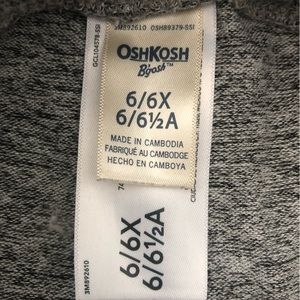 3M892610 OSH89379-SSI
OSHKOSH
B'gosh™
6/6X
6/6½A
MADE IN CAMBODIA
FABRIQUÉ AU CAMBODGE
HECHO EN CAMBOYA
6/6X
6/6½A
3M892610